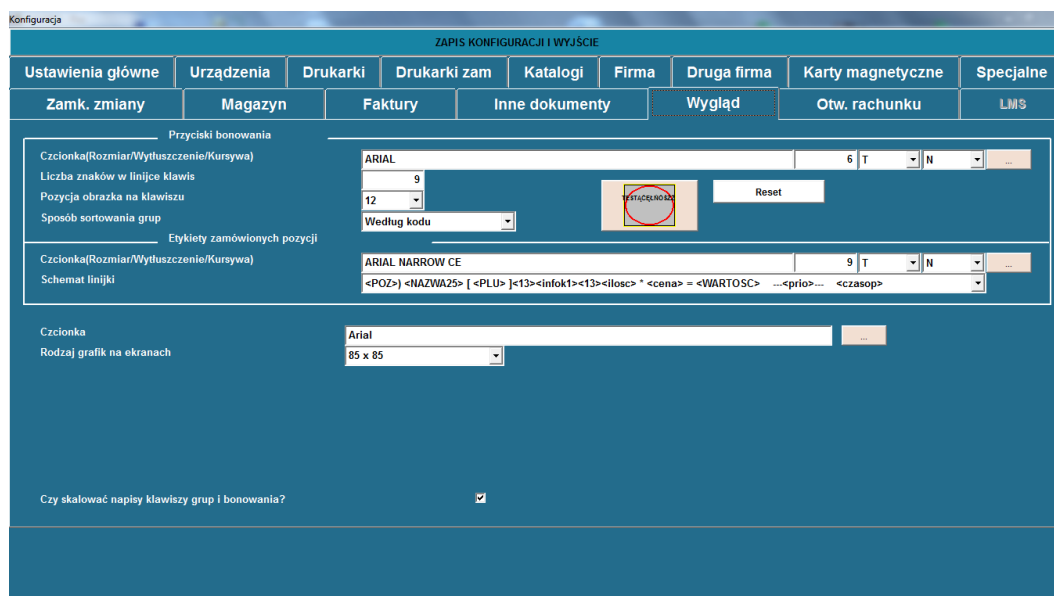 Konfiguracja
ZAPIS KONFIGURACJI I WYJŚCIE
Ustawienia główne Urządzenia Drukarki Drukarki zam Katalogi Firma Druga firma Karty magnetyczne Specjalne
Zamk. zmiany Magazyn Faktury Inne dokumenty Wygląd Otw. rachunku LMS
Przyciski bonowania
Czcionka(Rozmiar/Wytłuszczenie/Kursywa) ARIAL 6 T N ...
Liczba znaków w linijce klawis 9
Pozycja obrazka na klawiszu 12 Reset
Sposób sortowania grup Według kodu
Etykiety zamówionych pozycji
Czcionka(Rozmiar/Wytłuszczenie/Kursywa) ARIAL NARROW CE 9 T N ...
Schemat linijki <POZ>) <NAZWA25> [ <PLU> ]<13><infok1><13><ilosc> * <cena> = <WARTOSC> ---<prio>--- <czasop>
Czcionka Arial ...
Rodzaj grafik na ekranach 85 x 85
Czy skalować napisy klawiszy grup i bonowania?